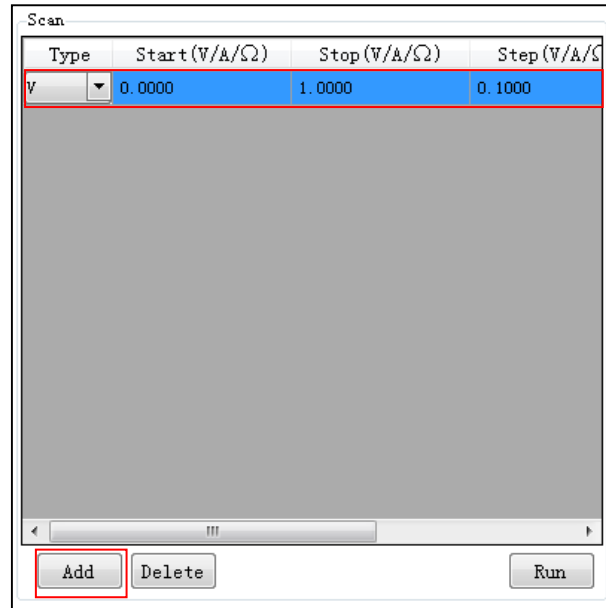 Scan
Type Start(V/A/Ω) Stop(V/A/Ω) Step(V/A/Ω
V 0.0000 1.0000 0.1000
Add Delete Run